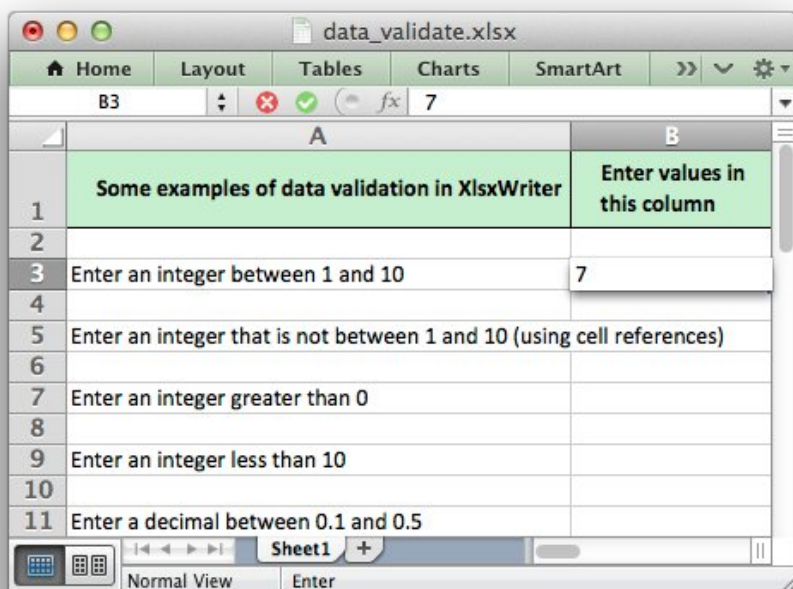 data_validate.xlsx
Home Layout Tables Charts SmartArt
B3 fx 7
A B
1 Some examples of data validation in XlsxWriter Enter values in
this column
2
3 Enter an integer between 1 and 10 7
4
5 Enter an integer that is not between 1 and 10 (using cell references)
6
7 Enter an integer greater than 0
8
9 Enter an integer less than 10
10
11 Enter a decimal between 0.1 and 0.5
Sheet1 +
Normal View Enter